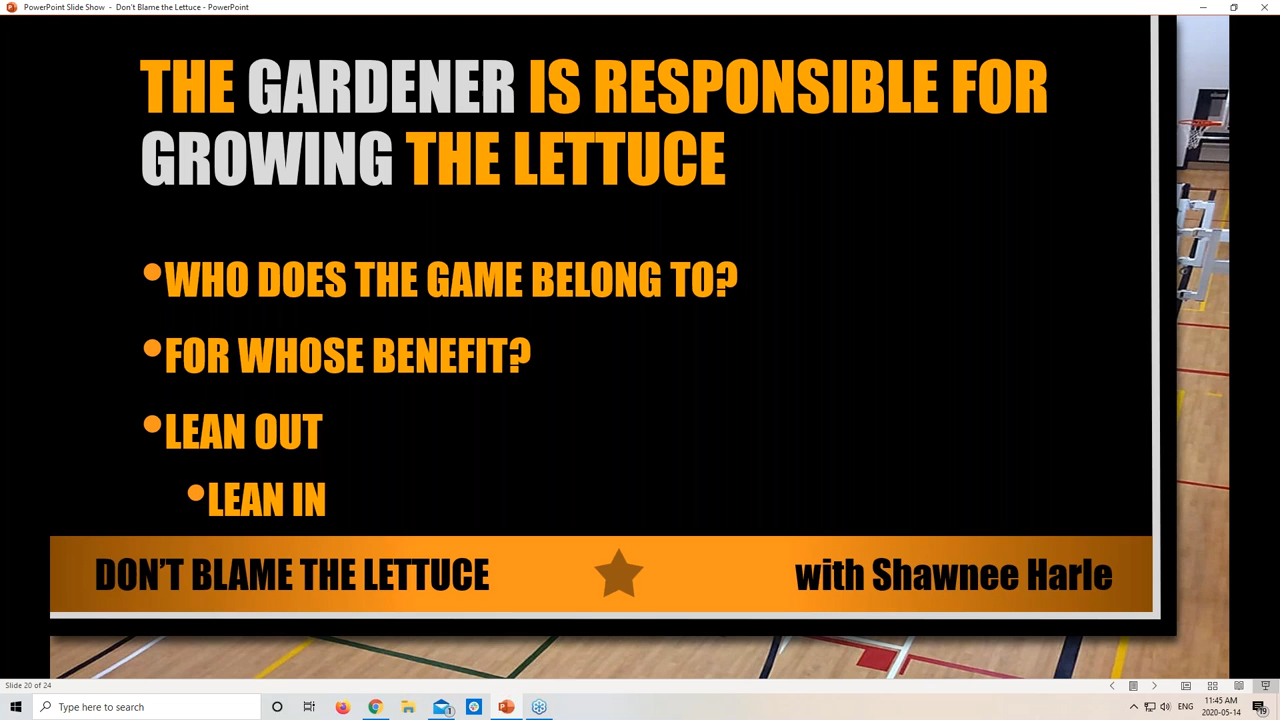 PowerPoint Slide Show - Don't Blame the Lettuce - PowerPoint
THE GARDENER IS RESPONSIBLE FOR
GROWING THE LETTUCE
•WHO DOES THE GAME BELONG TO?
•FOR WHOSE BENEFIT?
•LEAN OUT
•LEAN IN
DON'T BLAME THE LETTUCE
with Shawnee Harle
Slide 20 of 24
Type here to search
1
ENG
11:45 AM
2020-05-14
19